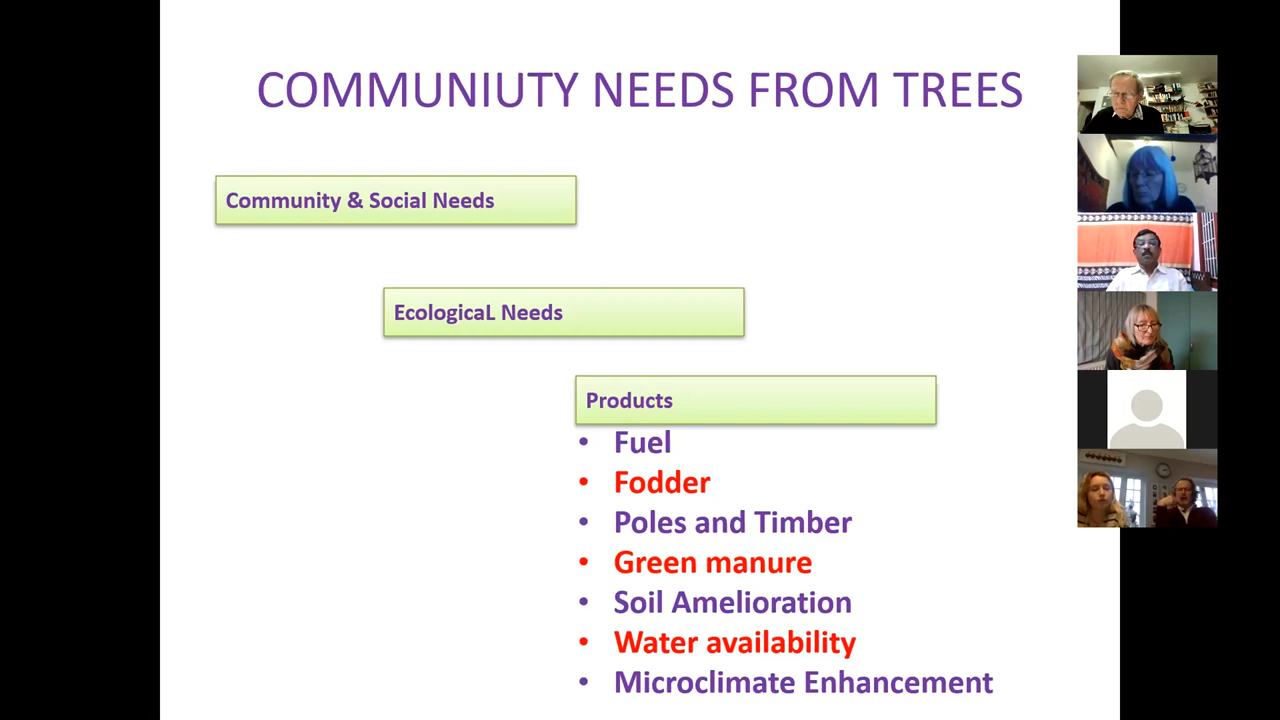 COMMUNIUTY NEEDS FROM TREES
Community & Social Needs
EcologicaL Needs
Products
• Fuel
• Fodder
• Poles and Timber
• Green manure
• Soil Amelioration
• Water availability
• Microclimate Enhancement